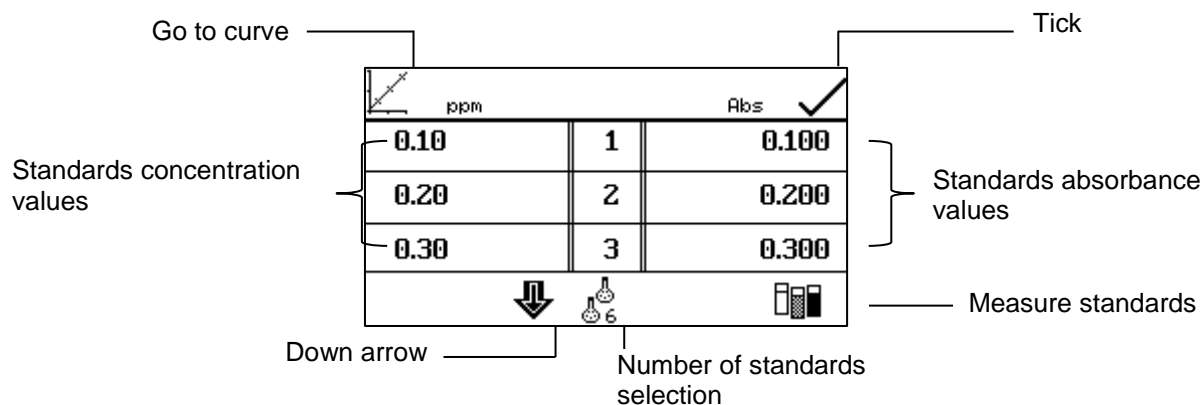 Go to curve
Tick
ppm Abs
0.10 1 0.100
Standards concentration
values
Standards absorbance
values
0.20 2 0.200
0.30 3 0.300
6
Measure standards
Down arrow
Number of standards
selection